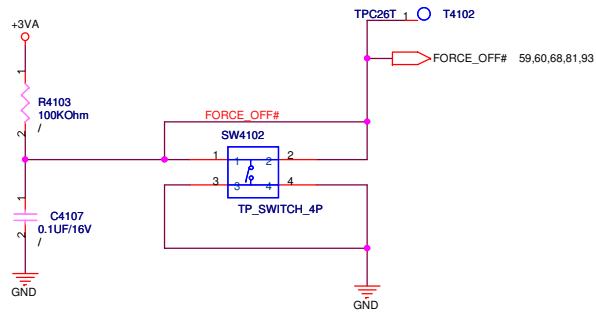 TPC26T 1 T4102
+3VA
FORCE_OFF# 59,60,68,81,93
1
R4103
100KOhm
/
2
FORCE_OFF#
SW4102
1 1 2 2
3 3 4 4
TP_SWITCH_4P
1
C4107
0.1UF/16V
2 /
GND
GND